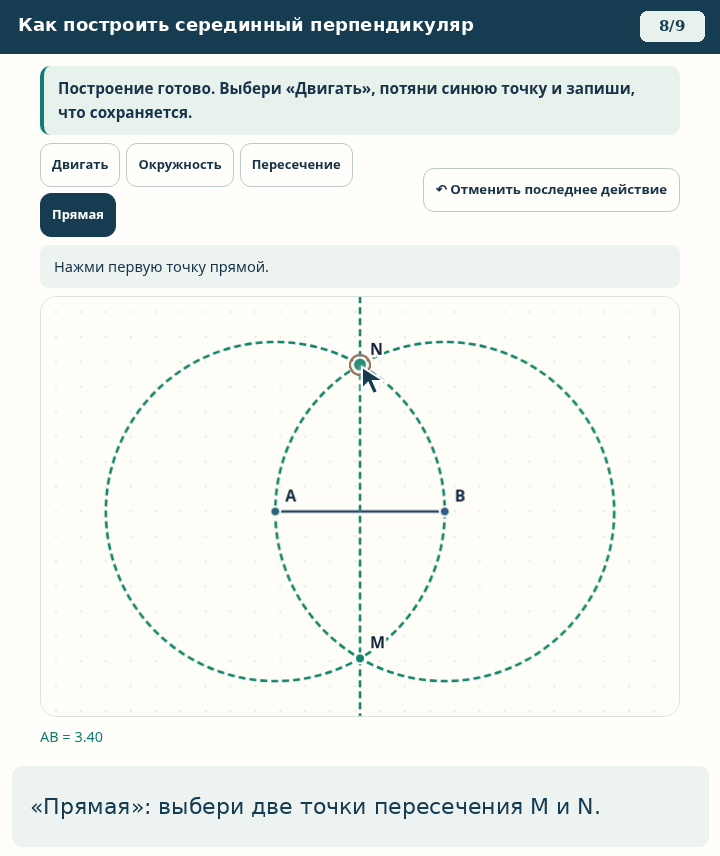 Как построить серединный перпендикуляр
8/9
Построение готово. Выбери «Двигать», потяни синюю точку и запиши,
что сохраняется.
Двигать
Окружность
Пересечение
Прямая
↶ Отменить последнее действие
Нажми первую точку прямой.
N
A
B
M
AB = 3.40
«Прямая»: выбери две точки пересечения M и N.